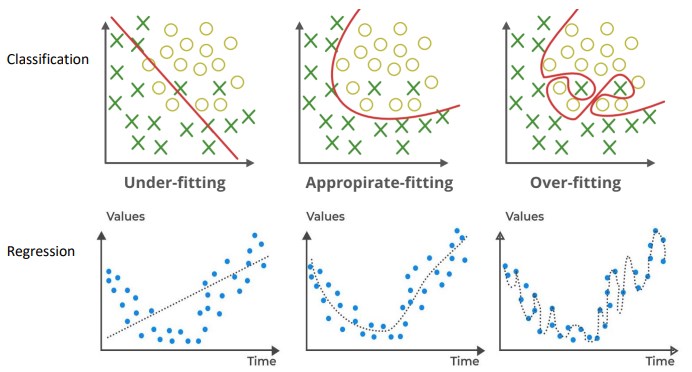 Classification
Under-fitting
Appropirate-fitting
Over-fitting
Regression
Values
Time
Values
Time
Values
Time